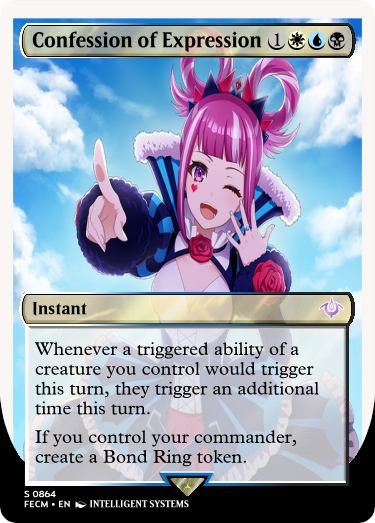 Confession of Expression 1
Instant
Whenever a triggered ability of a
creature you control would trigger
this turn, they trigger an additional
time this turn.
If you control your commander,
create a Bond Ring token.
S 0864
FECM • EN INTELLIGENT SYSTEMS